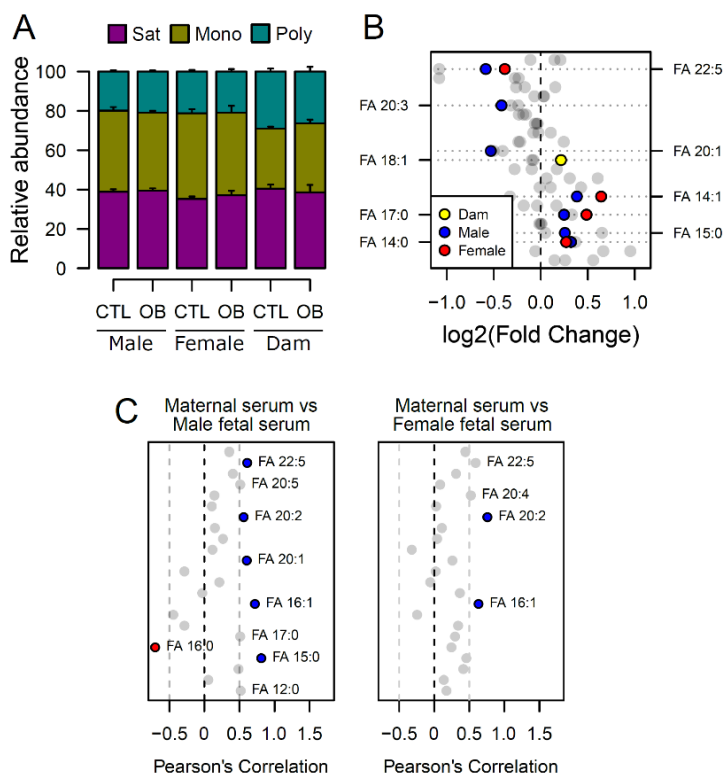 A
Sat Mono Poly
Relative abundance
100
80
60
40
20
0
CTL OB CTL OB CTL OB
Male Female Dam
B
FA 22:5
FA 20:3
FA 20:1
FA 18:1
FA 14:1
FA 17:0
FA 15:0
FA 14:0
Dam
Male
Female
−1.0 −0.5 0.0 0.5 1.0
log2(Fold Change)
C
Maternal serum vs
Male fetal serum
FA 22:5
FA 20:5
FA 20:2
FA 20:1
FA 16:1
FA 17:0
FA 16:0
FA 15:0
FA 12:0
−0.5 0 0.5 1.0 1.5
Pearson's Correlation
Maternal serum vs
Female fetal serum
FA 22:5
FA 20:4
FA 20:2
FA 16:1
−0.5 0.0 0.5 1.0 1.5
Pearson's Correlation